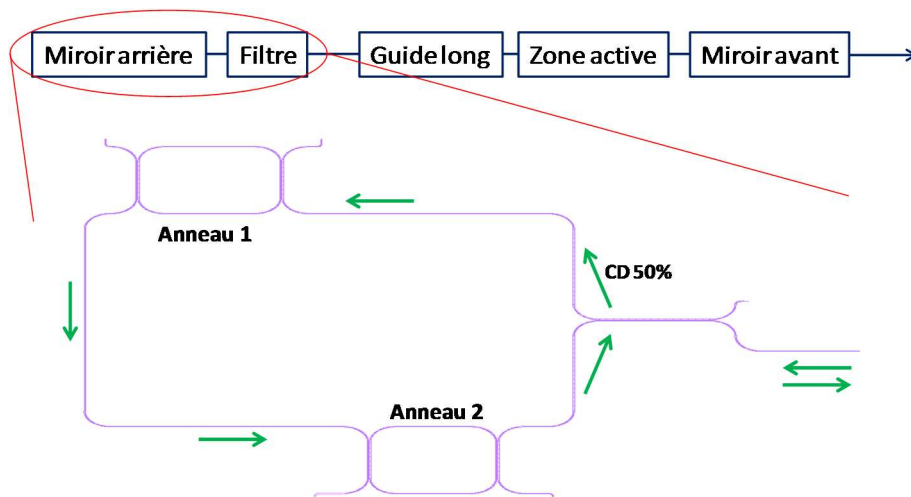 Miroir arrière
Filtre
Guide long
Zone active
Miroir avant
Anneau 1
CD 50%
Anneau 2